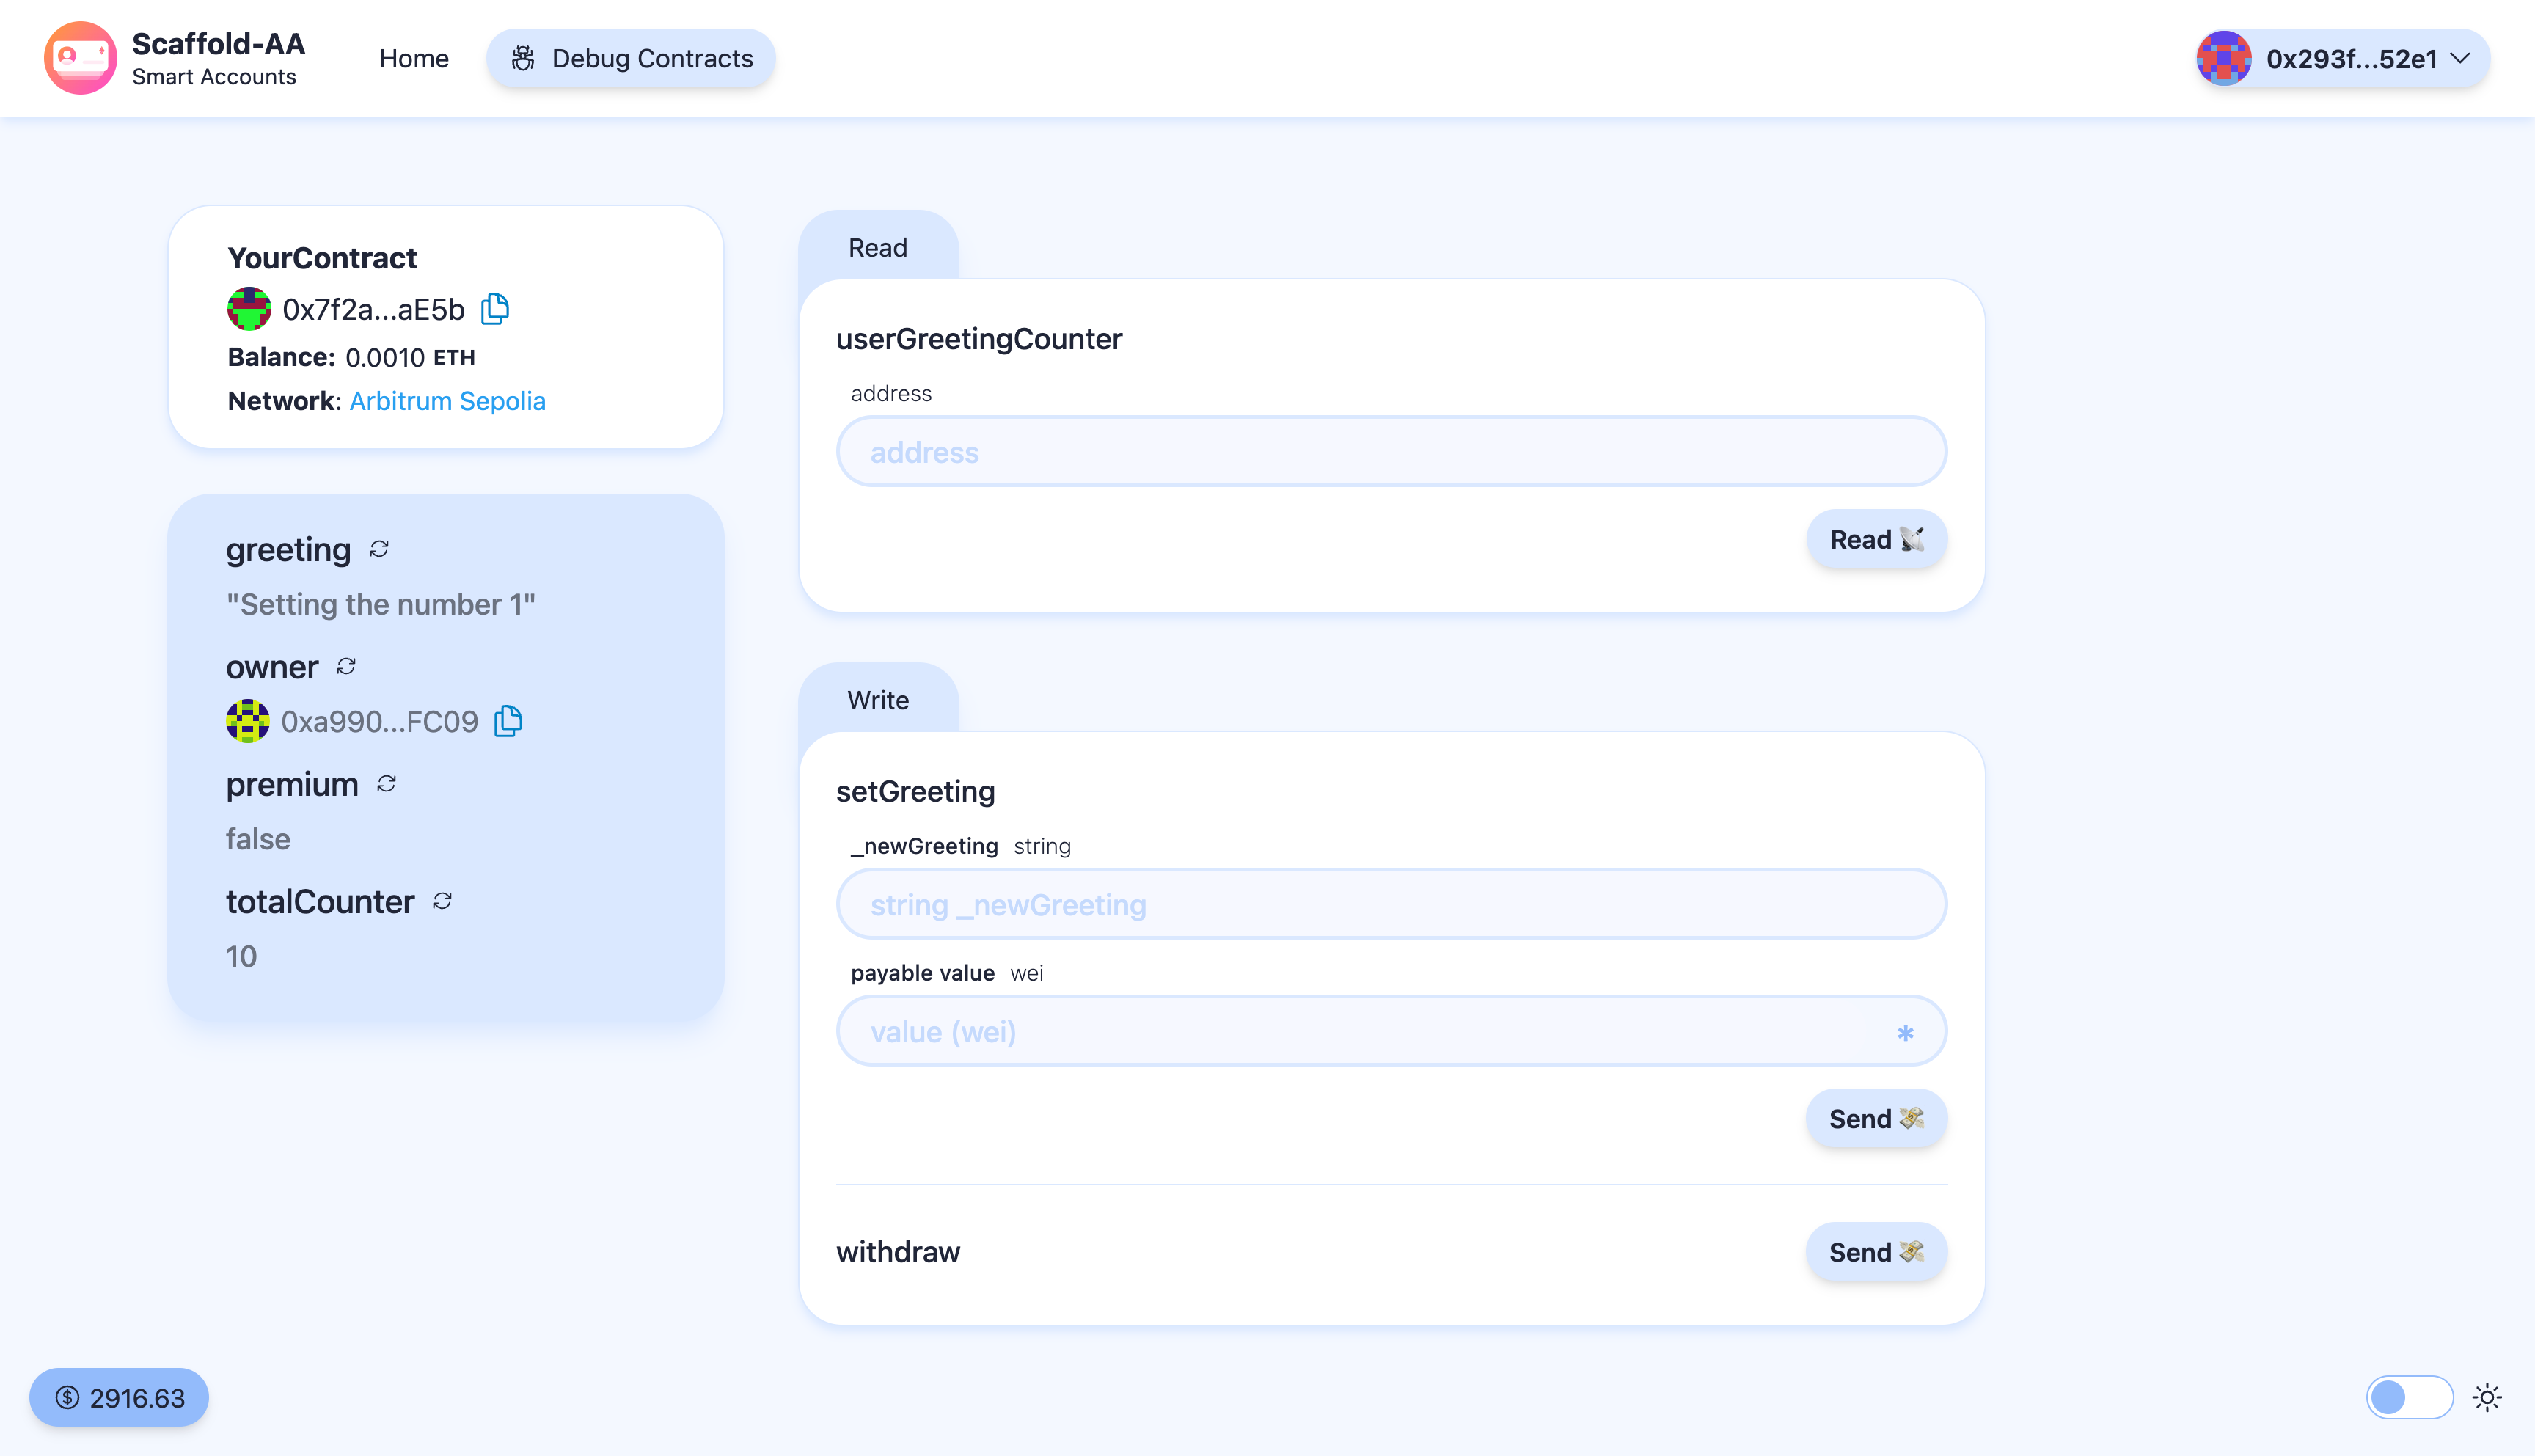 Scaffold-AA
Smart Accounts
Home
Debug Contracts
0x293f...52e1
YourContract
0x7f2a...aE5b
Balance: 0.0010 ETH
Network: Arbitrum Sepolia
greeting
"Setting the number 1"
owner
0xa990...FC09
premium
false
totalCounter
10
Read
userGreetingCounter
address
address
Read
Write
setGreeting
_newGreeting string
string _newGreeting
payable value wei
value (wei) *
Send
withdraw
Send
2916.63